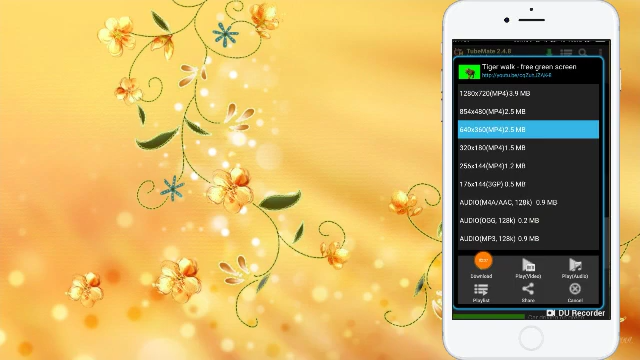 TubeMate 2.4.8
Tiger walk - free green screen
1280x720(MP4)3.9 MB
854x480(MP4)2.5 MB
640x360(MP4)2.5 MB
320x180(MP4)1.5 MB
256x144(MP4)1.2 MB
176x144(3GP) 0.5 MB
AUDIO(M4A/AAC, 128k) 0.9 MB
AUDIO(OGG, 128k) 0.2 MB
AUDIO(MP3, 128k) 0.9 MB
Download Play(Video) Play(Audio)
Playlist Share Cancel
DU Recorder